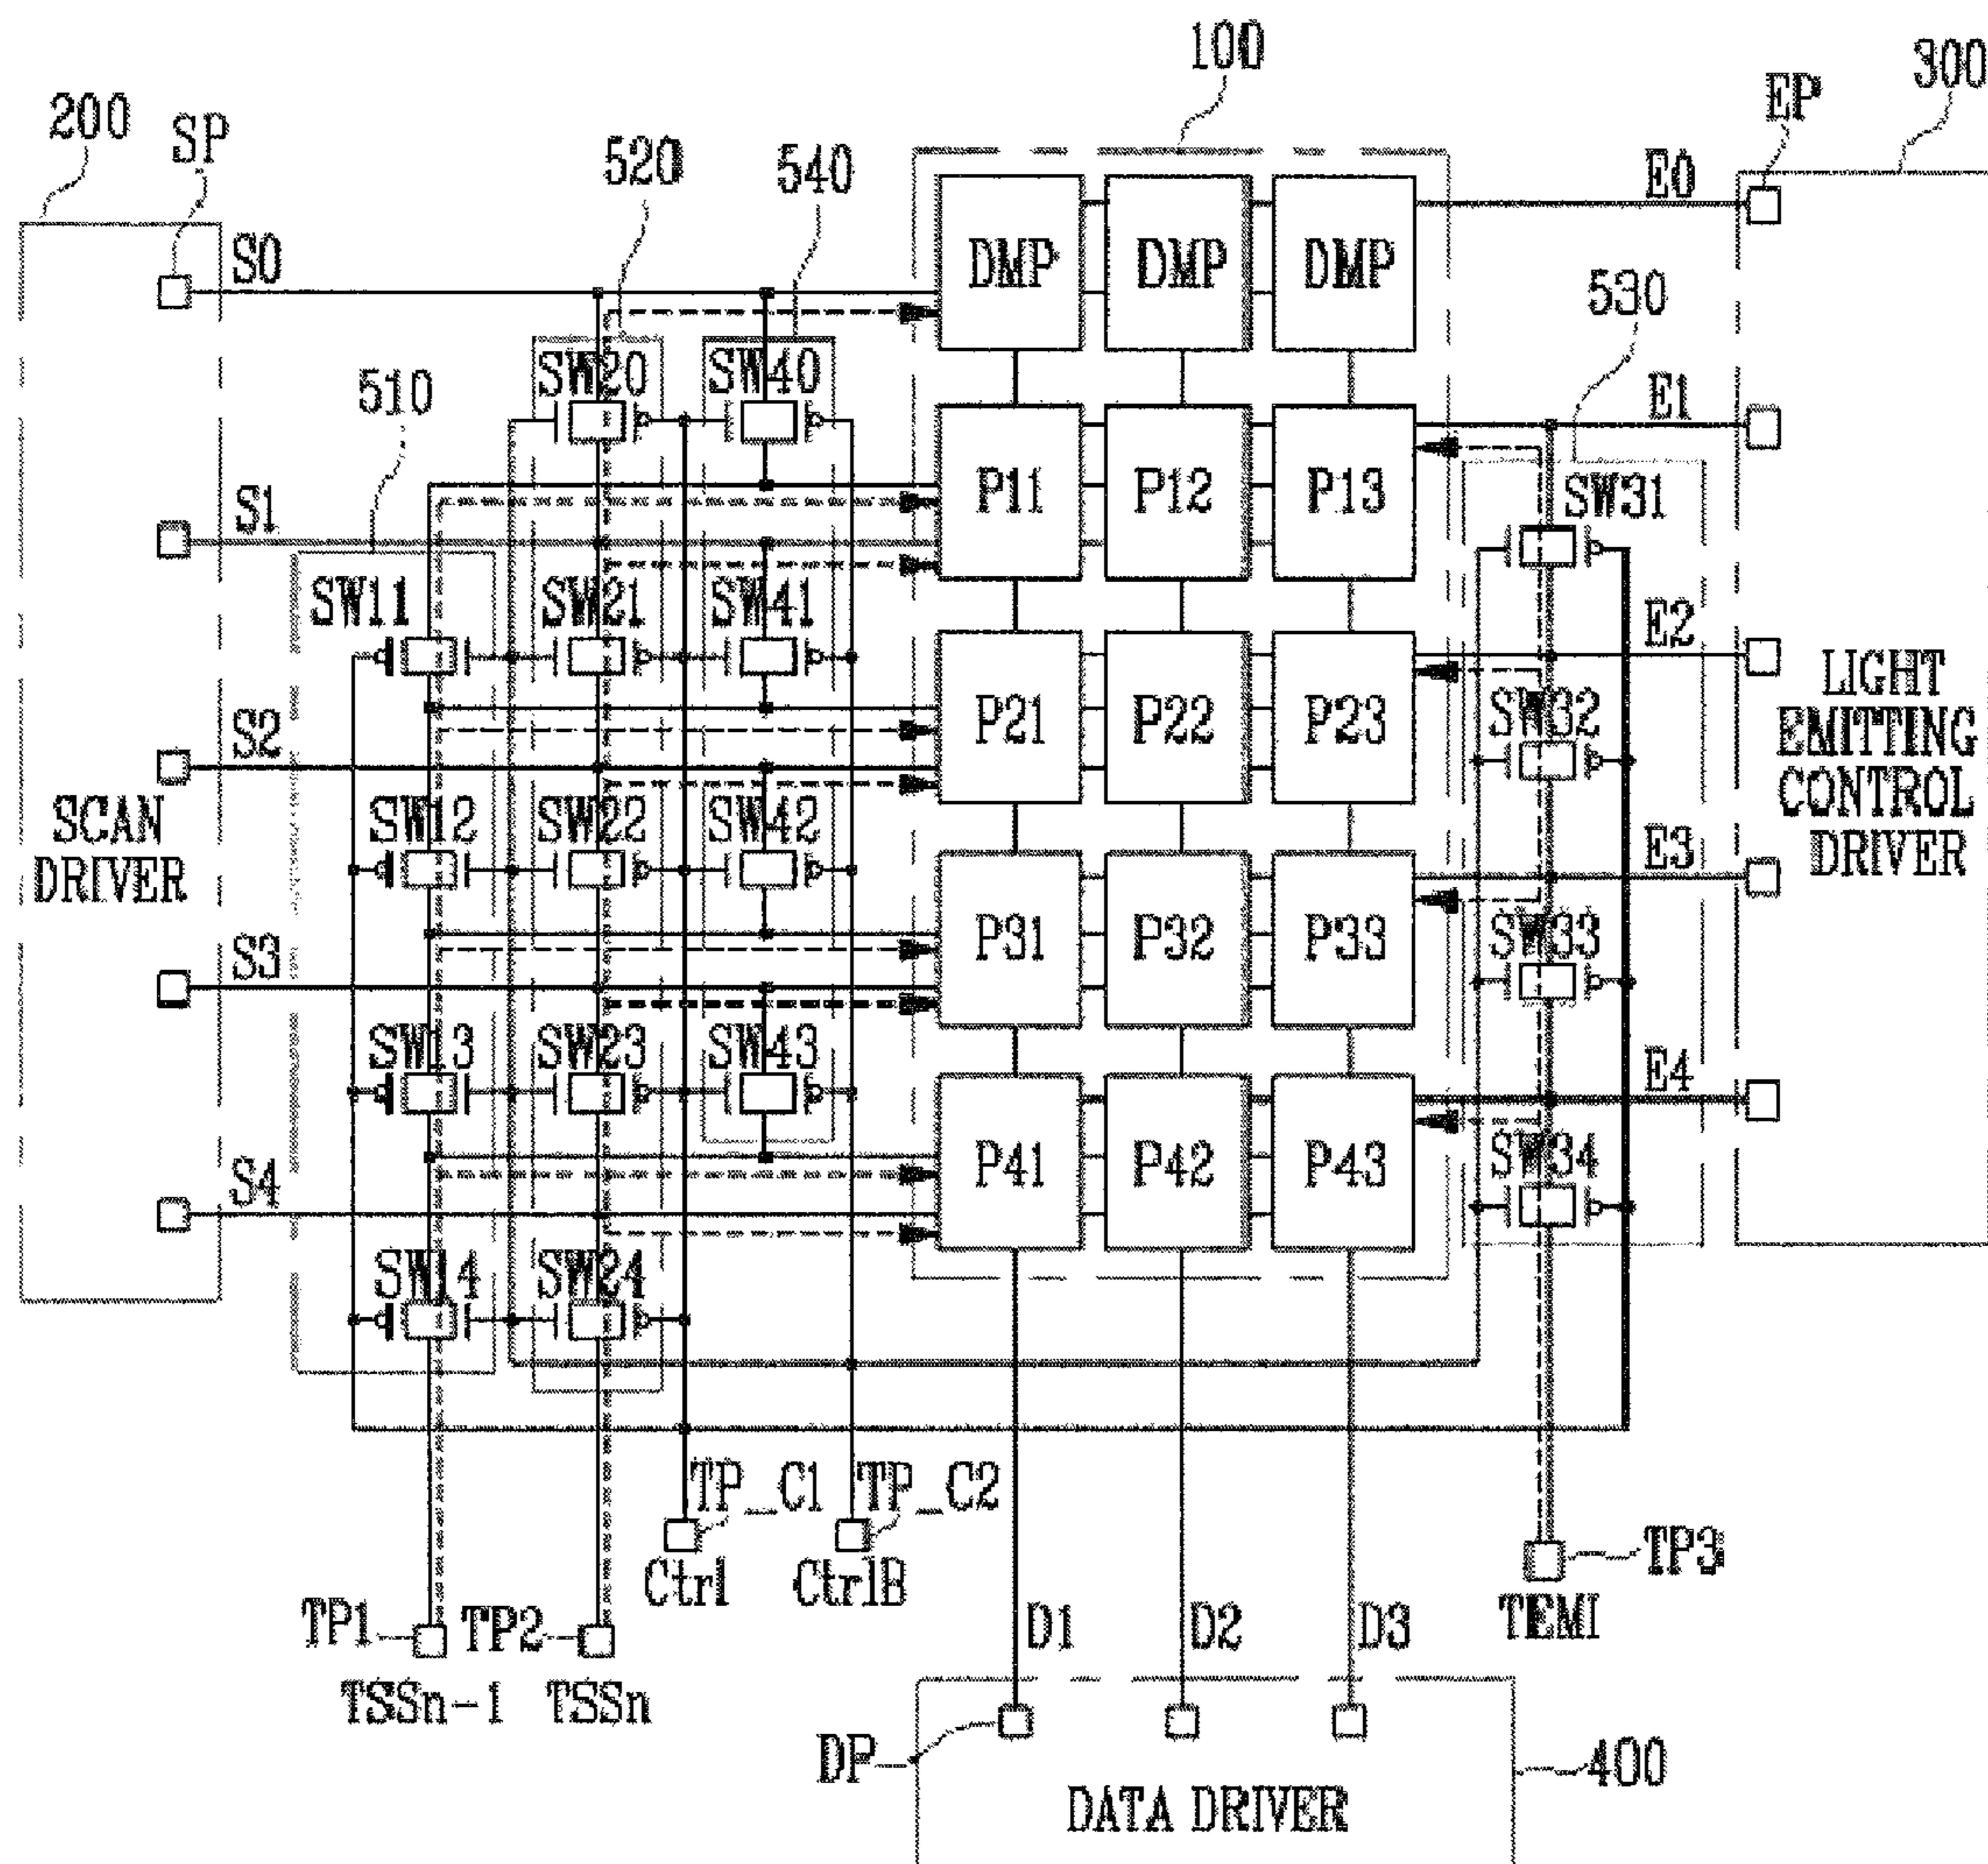 100
300
200
SP
520
540
EP
E0
S0
DMP
DMP
DMP
530
510
SW20
SW40
E1
S1
P11
P12
P13
SW31
SW11
SW21
SW41
E2
S2
P21
P22
P23
SW32
LIGHT
EMITTING
CONTROL
DRIVER
SCAN
DRIVER
SW12
SW22
SW42
E3
S3
P31
P32
P33
SW33
SW13
SW23
SW43
E4
S4
P41
P42
P43
SW34
SW14
SW24
TP_C1
TP_C2
Ctrl
CtrlB
TP3
TEMI
TP1
TP2
TSSn-1
TSSn
D1
D2
D3
DP
400
DATA DRIVER